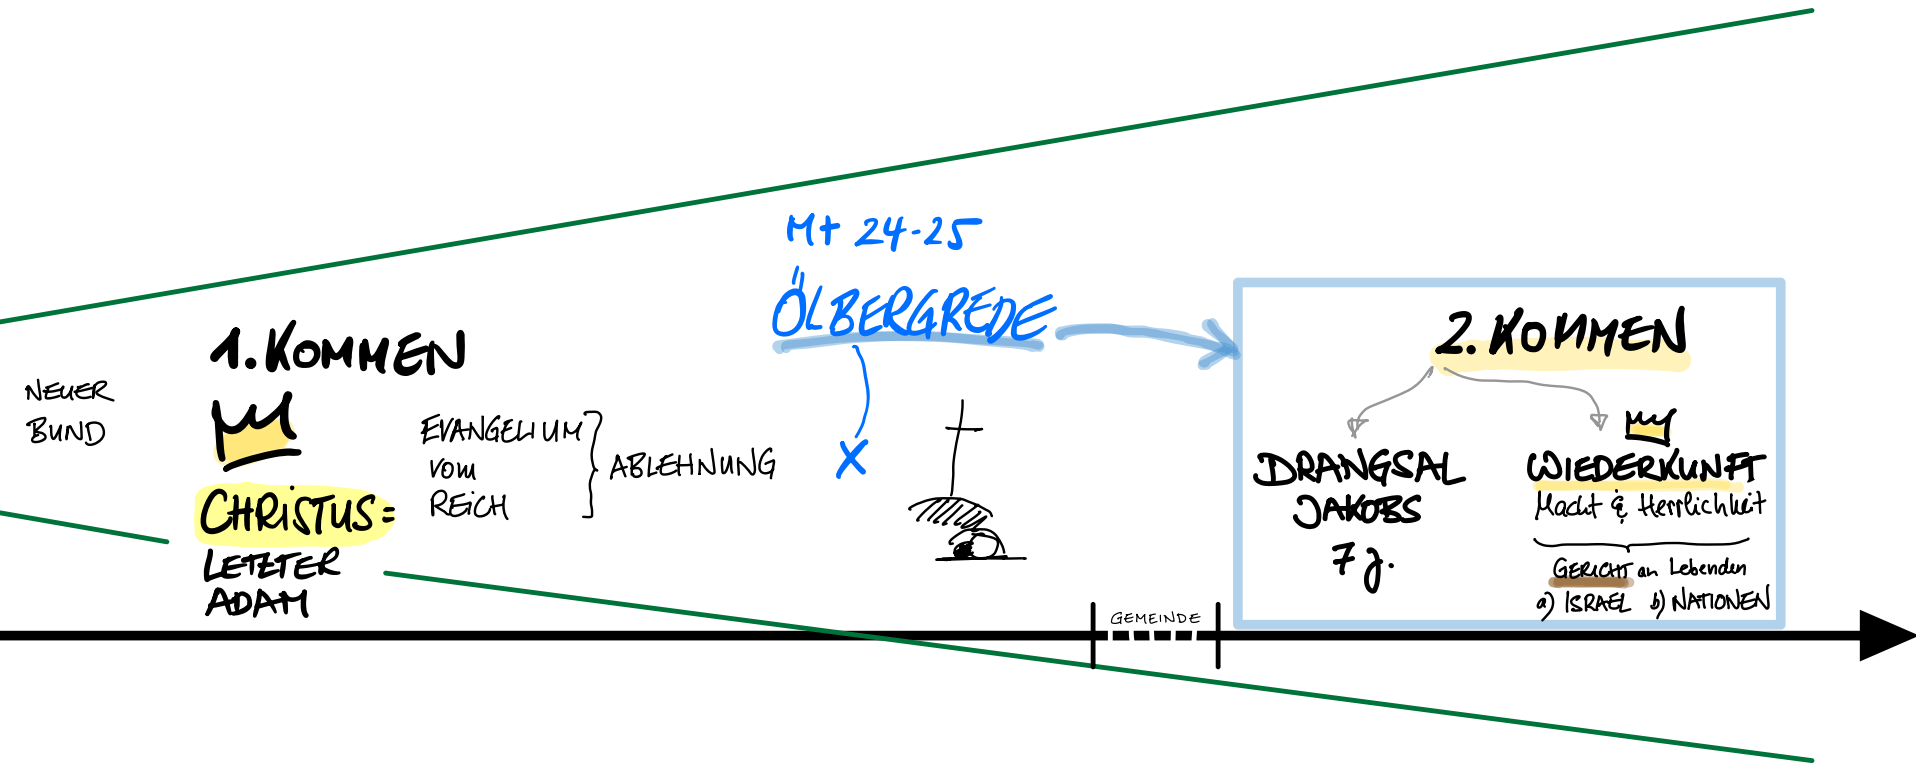 NEUER
BUND
1. KOMMEN
CHRiSTUS =
LETZTER
ADAM
EVANGELIUM
vom
REiCH
ABLEHNUNG
Mt 24-25
ÖLBERGREDE
X
GEMEINDE
2. KOMMEN
DRANGSAL
JAKOBS
7 J.
WIEDERKUNFT
Macht & Herrlichkeit
GERICHT an Lebenden
a) ISRAEL b) NATIONEN